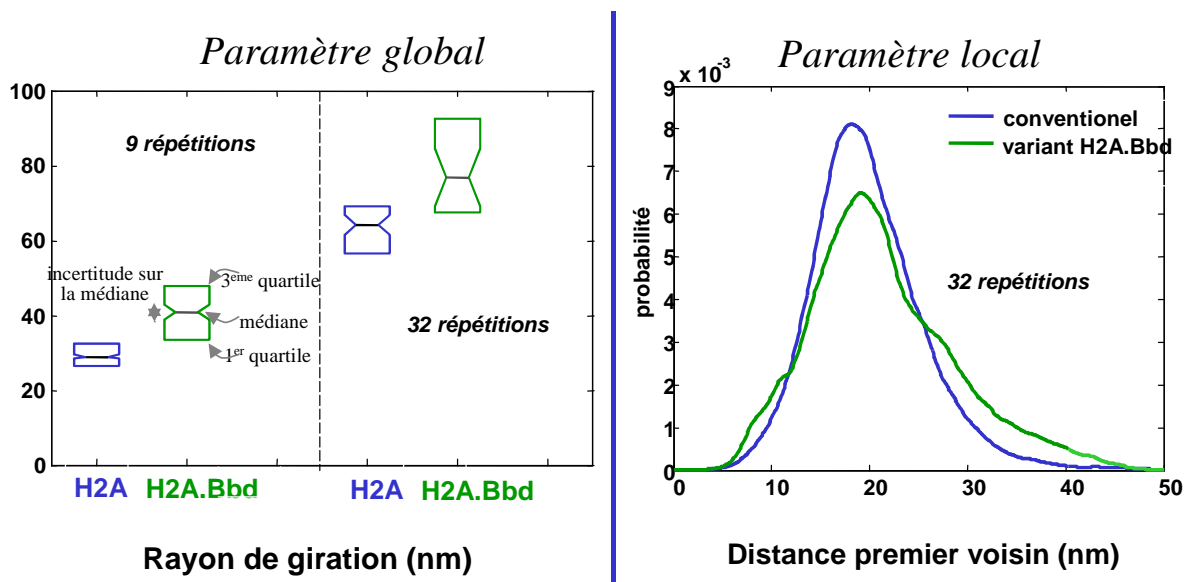 Paramètre global
100
80
60
40
20
0
9 répétitions
incertitude sur
la médiane
3eme quartile
médiane
1er quartile
32 répétitions
H2A H2A.Bbd
H2A H2A.Bbd
Rayon de giration (nm)
Paramètre local
x 10-3
9
8
7
6
5
4
3
2
1
0
probabilité
conventionel
variant H2A.Bbd
32 repétitions
0 10 20 30 40 50
Distance premier voisin (nm)